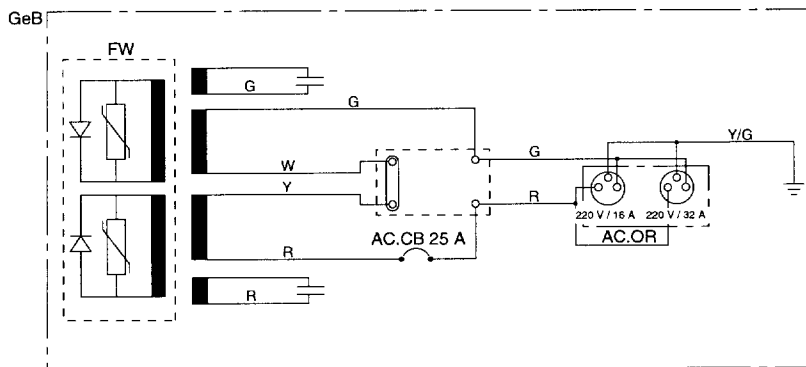 GeB
FW
G
G
W
Y
R
R
AC.CB 25 A
G
R
Y/G
220 V / 16 A
220 V / 32 A
AC.OR